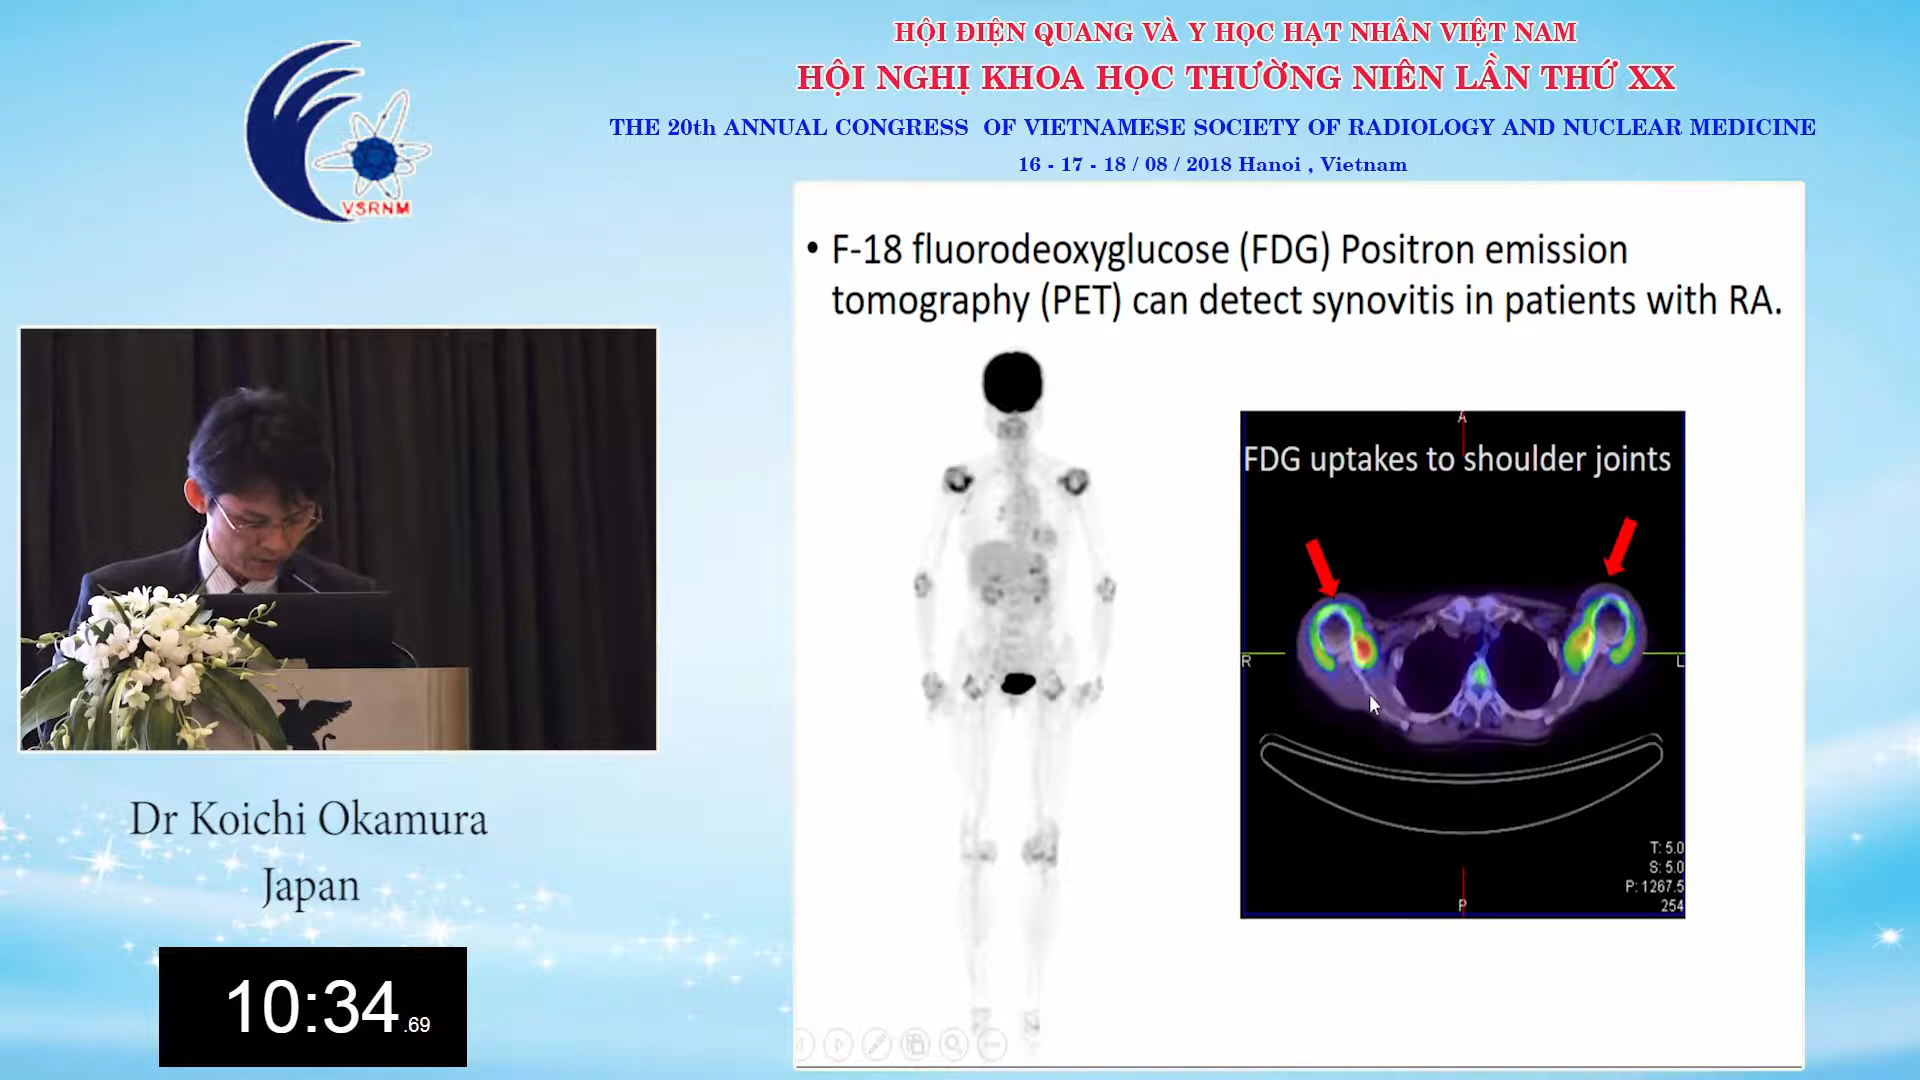 HỘI ĐIỆN QUANG VÀ Y HỌC HẠT NHÂN VIỆT NAM
HỘI NGHỊ KHOA HỌC THƯỜNG NIÊN LẦN THỨ XX
THE 20th ANNUAL CONGRESS OF VIETNAMESE SOCIETY OF RADIOLOGY AND NUCLEAR MEDICINE
16 - 17 - 18 / 08 / 2018 Hanoi , Vietnam
VSRNM
• F-18 fluorodeoxyglucose (FDG) Positron emission
tomography (PET) can detect synovitis in patients with RA.
A
FDG uptakes to shoulder joints
R
L
T: 5.0
S: 5.0
P: 1267.5
254
P
Dr Koichi Okamura
Japan
10:34.69